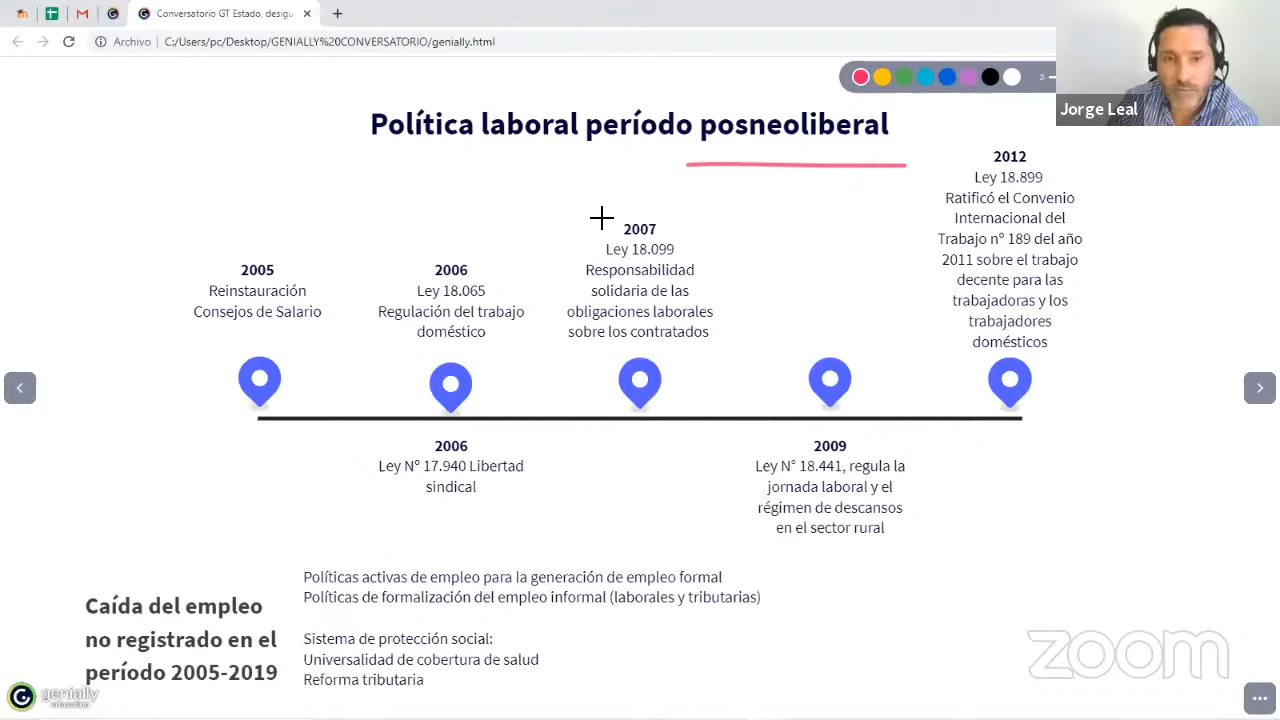 Conversatorio GT Estado, desigu
Archivo
C:/Users/pc/Desktop/GENIALLY%20CONVERSATORIO/genially.html
3
Jorge Leal
Política laboral período posneoliberal
2005
Reinstauración
Consejos de Salario
2006
Ley 18.065
Regulación del trabajo
doméstico
2007
Ley 18.099
Responsabilidad
solidaria de las
obligaciones laborales
sobre los contratados
2012
Ley 18.899
Ratificó el Convenio
Internacional del
Trabajo nº 189 del año
2011 sobre el trabajo
decente para las
trabajadoras y los
trabajadores
domésticos
2006
Ley Nº 17.940 Libertad
sindical
2009
Ley N° 18.441, regula la
jornada laboral y el
régimen de descansos
en el sector rural
Caída del empleo
no registrado en el
período 2005-2019
Políticas activas de empleo para la generación de empleo formal
Políticas de formalización del empleo informal (laborales y tributarias)
Sistema de protección social:
Universalidad de cobertura de salud
Reforma tributaria
genially
education
zoom